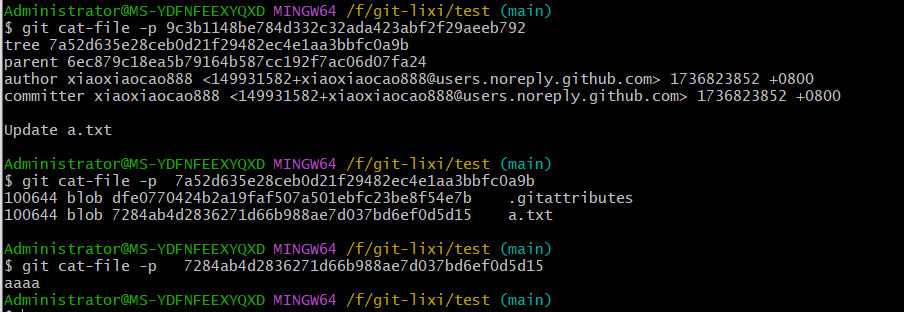 Administrator@MS-YDFNFEEXYQXD MINGW64 /f/git-lixi/test (main)
$ git cat-file -p 9c3b1148be784d332c32ada423abf2f29aeeb792
tree 7a52d635e28ceb0d21f29482ec4e1aa3bbfc0a9b
parent 6ec879c18ea5b79164b587cc192f7ac06d07fa24
author xiaoxiaocao888 <149931582+xiaoxiaocao888@users.noreply.github.com> 1736823852 +0800
committer xiaoxiaocao888 <149931582+xiaoxiaocao888@users.noreply.github.com> 1736823852 +0800
Update a.txt
Administrator@MS-YDFNFEEXYQXD MINGW64 /f/git-lixi/test (main)
$ git cat-file -p  7a52d635e28ceb0d21f29482ec4e1aa3bbfc0a9b
100644 blob dfe0770424b2a19faf507a501ebfc23be8f54e7b    .gitattributes
100644 blob 7284ab4d2836271d66b988ae7d037bd6ef0d5d15    a.txt
Administrator@MS-YDFNFEEXYQXD MINGW64 /f/git-lixi/test (main)
$ git cat-file -p   7284ab4d2836271d66b988ae7d037bd6ef0d5d15
aaaa
Administrator@MS-YDFNFEEXYQXD MINGW64 /f/git-lixi/test (main)